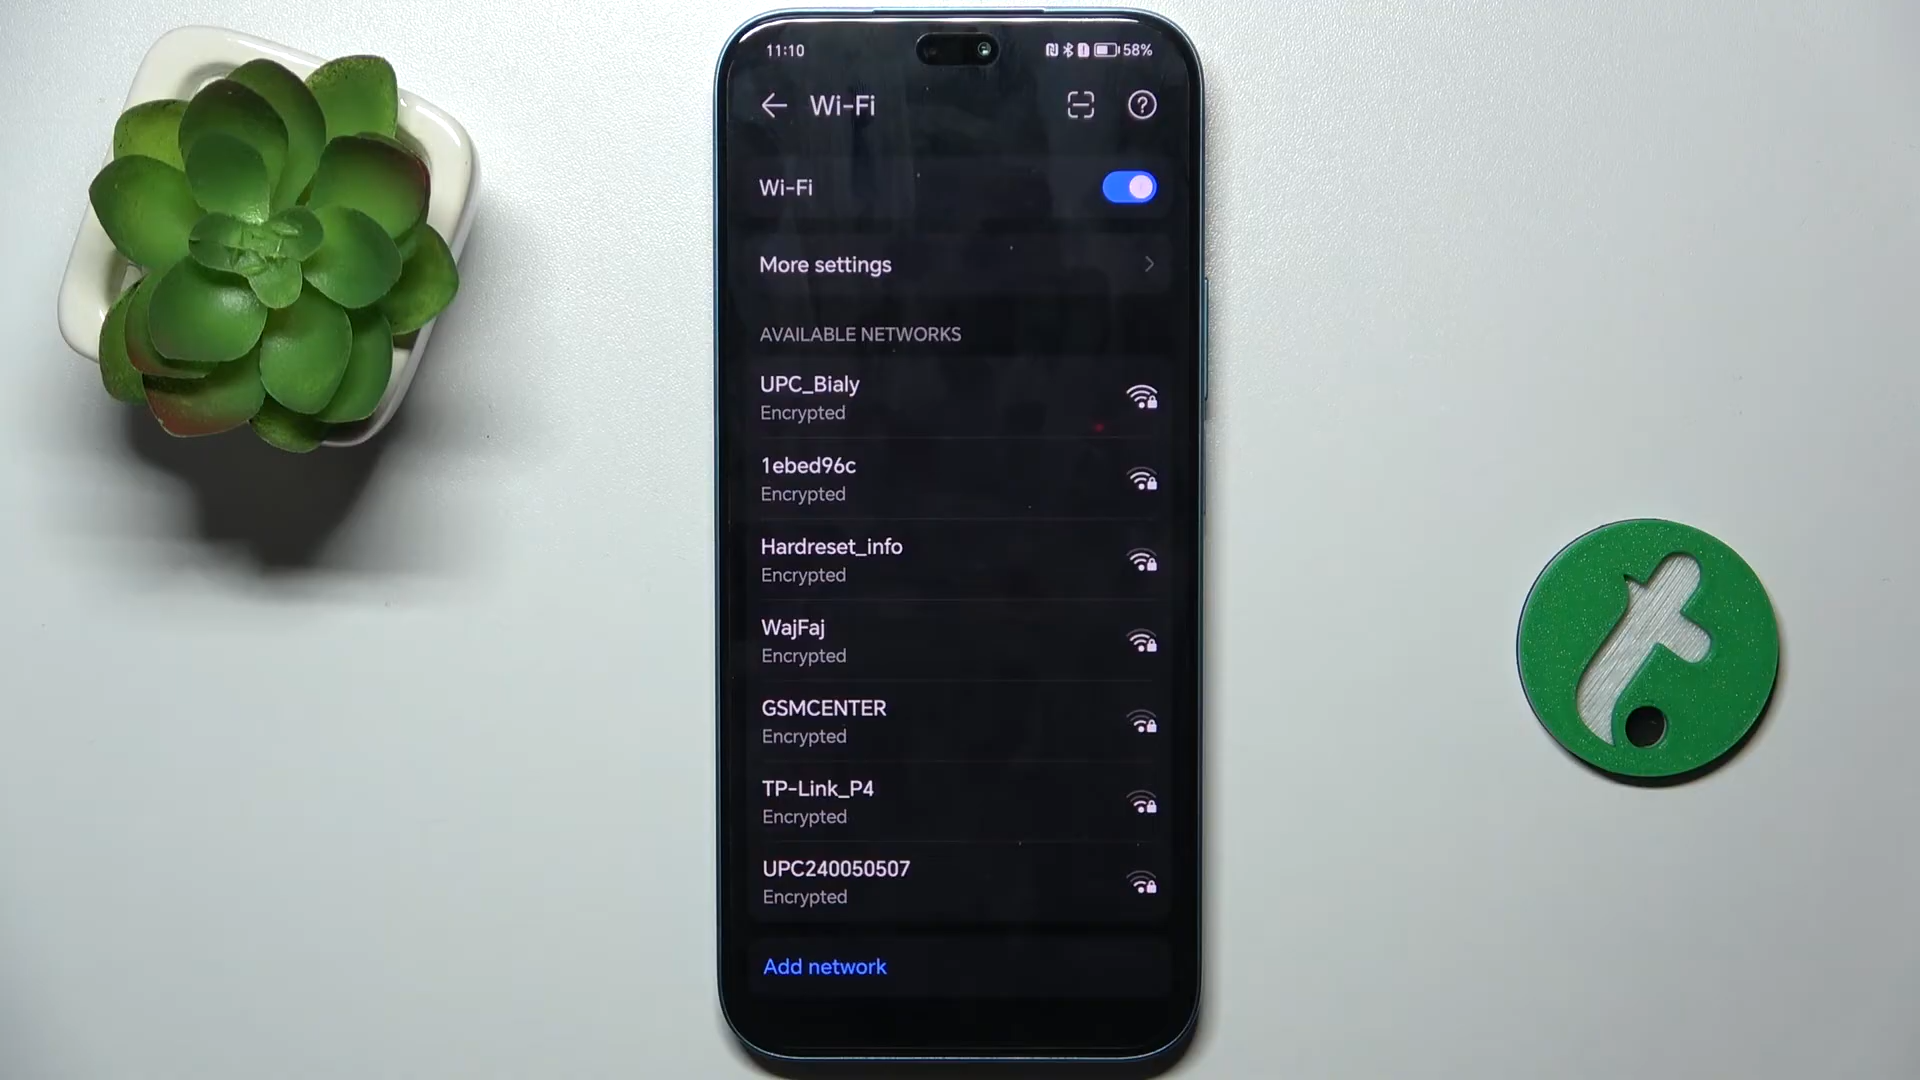 11:10
58%
Wi-Fi
Wi-Fi
More settings
AVAILABLE NETWORKS
UPC_Bialy
Encrypted
1ebed96c
Encrypted
Hardreset_info
Encrypted
WajFaj
Encrypted
GSMCENTER
Encrypted
TP-Link_P4
Encrypted
UPC240050507
Encrypted
Add network